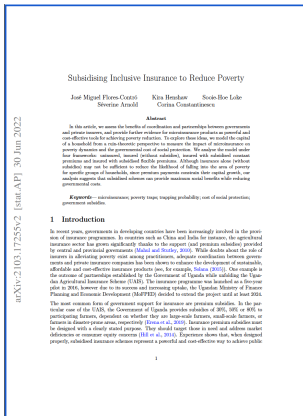 arXiv:2103.17255v2 [stat.AP] 30 Jun 2022
Subsidising Inclusive Insurance to Reduce Poverty
José Miguel Flores-Contró Kira Henshaw Sooie-Hoe Loke
Séverine Arnold Corina Constantinescu
Abstract
In this article, we assess the benefits of coordination and partnerships between governments
and private insurers, and provide further evidence for microinsurance products as powerful and
cost-effective tools for achieving poverty reduction. To explore these ideas, we model the capital
of a household from a ruin-theoretic perspective to measure the impact of microinsurance on
poverty dynamics and the governmental cost of social protection. We analyse the model under
four frameworks: uninsured, insured (without subsidies), insured with subsidised constant
premiums and insured with subsidised flexible premiums. Although insurance alone (without
subsidies) may not be sufficient to reduce the likelihood of falling into the area of poverty
for specific groups of households, since premium payments constrain their capital growth, our
analysis suggests that subsidised schemes can provide maximum social benefits while reducing
governmental costs.
Keywords— microinsurance; poverty traps; trapping probability; cost of social protection;
government subsidies.
1 Introduction
In recent years, governments in developing countries have been increasingly involved in the provi-
sion of insurance programmes. In countries such as China and India for instance, the agricultural
insurance sector has grown significantly thanks to the support (and premium subsidies) provided
by central and provincial governments (Mahul and Stutley, 2010). While doubts about the role of
insurers in alleviating poverty exist among practitioners, adequate coordination between govern-
ments and private insurance companies has been shown to enhance the development of sustainable,
affordable and cost-effective insurance products (see, for example, Solana (2015)). One example is
the outcome of partnerships established by the Government of Uganda while subsidising the Ugan-
dan Agricultural Insurance Scheme (UAIS). The insurance programme was launched as a five-year
pilot in 2016, however due to its success and increasing uptake, the Ugandan Ministry of Finance
Planning and Economic Development (MoFPED) decided to extend the project until at least 2024.
The most common form of government support for insurance are premium subsidies. In the par-
ticular case of the UAIS, the Government of Uganda provides subsidies of 30%, 50% or 80% to
participating farmers, dependent on whether they are large-scale farmers, small-scale farmers, or
farmers in disaster-prone areas, respectively
Insurance premium subsidies must
be designed with a clearly stated purpose. They should target those in need and address market
deficiencies or consumer equity concerns (Hill et al., 2014). Experience shows that, when designed
properly, subsidised insurance schemes represent a powerful and cost-effective way to achieve public
1